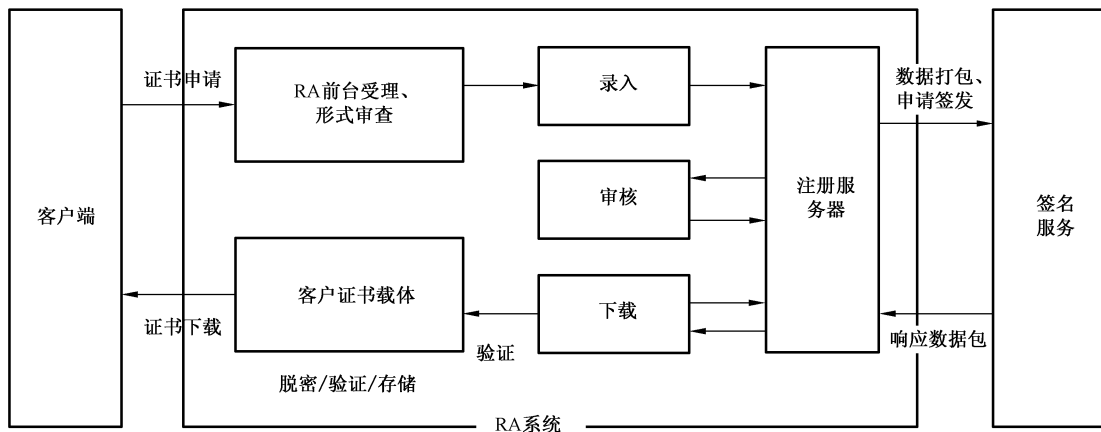 证书申请
RA前台受理、
形式审查
录入
数据打包、
申请签发
客户端
审核
注册服
务器
签名
服务
客户证书载体
下载
证书下载
验证
响应数据包
脱密/验证/存储
RA系统